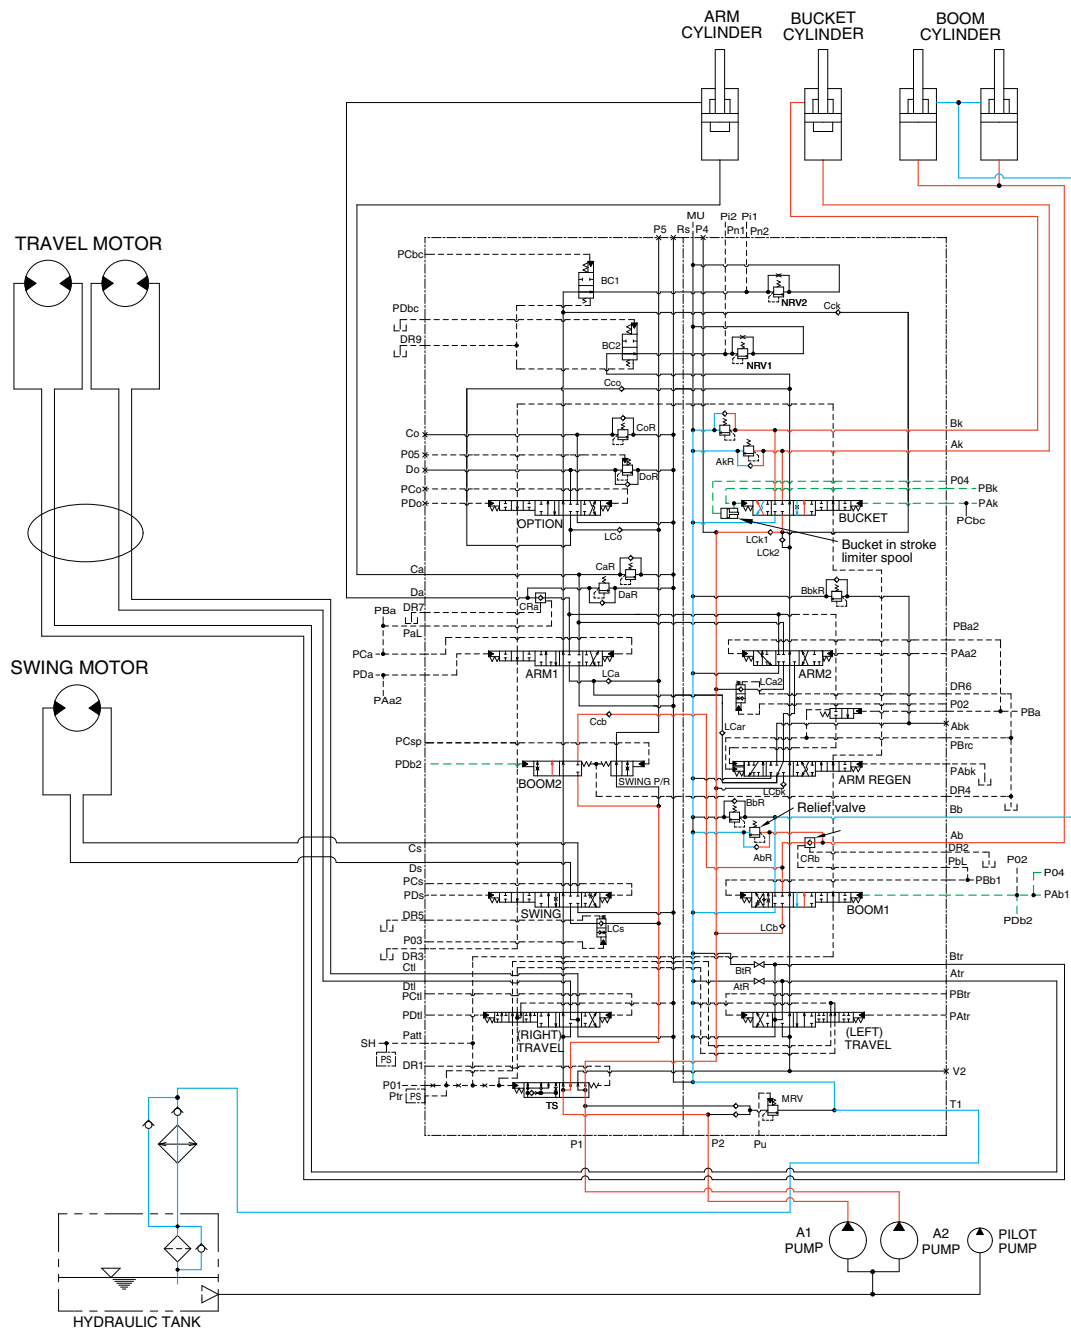 ARM
CYLINDER
BUCKET
CYLINDER
BOOM
CYLINDER
TRAVEL MOTOR
SWING MOTOR
P5
Rs
MU
P4
Pi2
Pn1
Pi1
Pn2
PCbc
BC1
NRV2
Cck
PDbc
DR9
BC2
NRV1
Cco
Co
CoR
P05
Do
DoR
PCo
PDo
OPTION
LCo
Bk
Ak
AkR
P04
PBk
PAk
PCbc
BUCKET
LCk1
LCk2
Bucket in stroke
limiter spool
Ca
CaR
Da
DaR
CRa
DR7
PBa
PaL
PCa
PDa
PAa2
ARM1
LCa
BbkR
PBa2
PAa2
ARM2
LCa2
DR6
P02
PBa
Abk
LCar
PBrc
PAbk
ARM REGEN
LCbk
DR4
Ccb
PCsp
PDb2
BOOM2
SWING P/R
BbR
Relief valve
AbR
Bb
Ab
CRb
DR2
PbL
P02
P04
PBb1
PAb1
PDb2
BOOM1
LCb
Cs
Ds
PCs
PDs
SWING
DR5
LCs
P03
DR3
Ctl
Dtl
PCtl
PDtl
(RIGHT)
TRAVEL
Btr
BtR
Atr
AtR
PBtr
PAtr
(LEFT)
TRAVEL
Patt
SH
PS
DR1
P01
Ptr
PS
TS
V2
MRV
T1
P1
P2
Pu
A1
PUMP
A2
PUMP
PILOT
PUMP
HYDRAULIC TANK